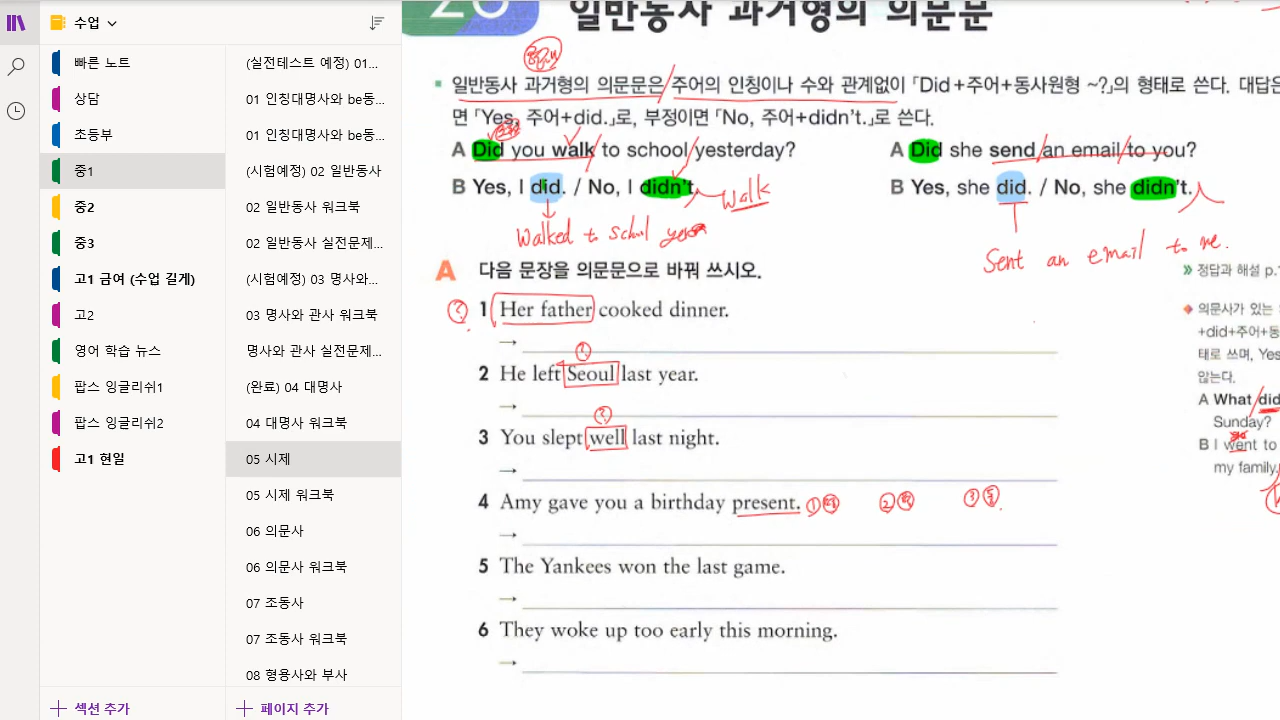 수업
빠른 노트
상담
초등부
중1
중2
중3
고1 금여 (수업 길게)
고2
영어 학습 뉴스
팝스 잉글리쉬1
팝스 잉글리쉬2
고1 현일
섹션 추가
(실전테스트 예정) 01...
01 인칭대명사와 be동...
01 인칭대명사와 be동...
(시험예정) 02 일반동사
02 일반동사 워크북
02 일반동사 실전문제...
(시험예정) 03 명사와...
03 명사와 관사 워크북
명사와 관사 실전문제...
(완료) 04 대명사
04 대명사 워크북
05 시제
05 시제 워크북
06 의문사
06 의문사 워크북
07 조동사
07 조동사 워크북
08 형용사와 부사
페이지 추가
일반동사 과거형의 의문문
일반동사 과거형의 의문문은 주어의 인칭이나 수와 관계없이 「Did+주어+동사원형 ~?」의 형태로 쓴다. 대답은
면 「Yes, 주어+did.」로, 부정이면 「No, 주어+didn't.」로 쓴다.
A Did you walk to school yesterday?
B Yes, I did. / No, I didn't.
walk
Walked to school
A Did she send an email to you?
B Yes, she did. / No, she didn't.
Sent an email to me.
A 다음 문장을 의문문으로 바꿔 쓰시오.
정답과 해설 p.
1 Her father cooked dinner.
→
2 He left Seoul last year.
→
3 You slept well last night.
→
4 Amy gave you a birthday present. ① ② ③
→
5 The Yankees won the last game.
→
6 They woke up too early this morning.
→
의문사가 있는
+did+주어+동
태로 쓰며, Yes
않는다.
A What did
Sunday?
B I went to
my family.